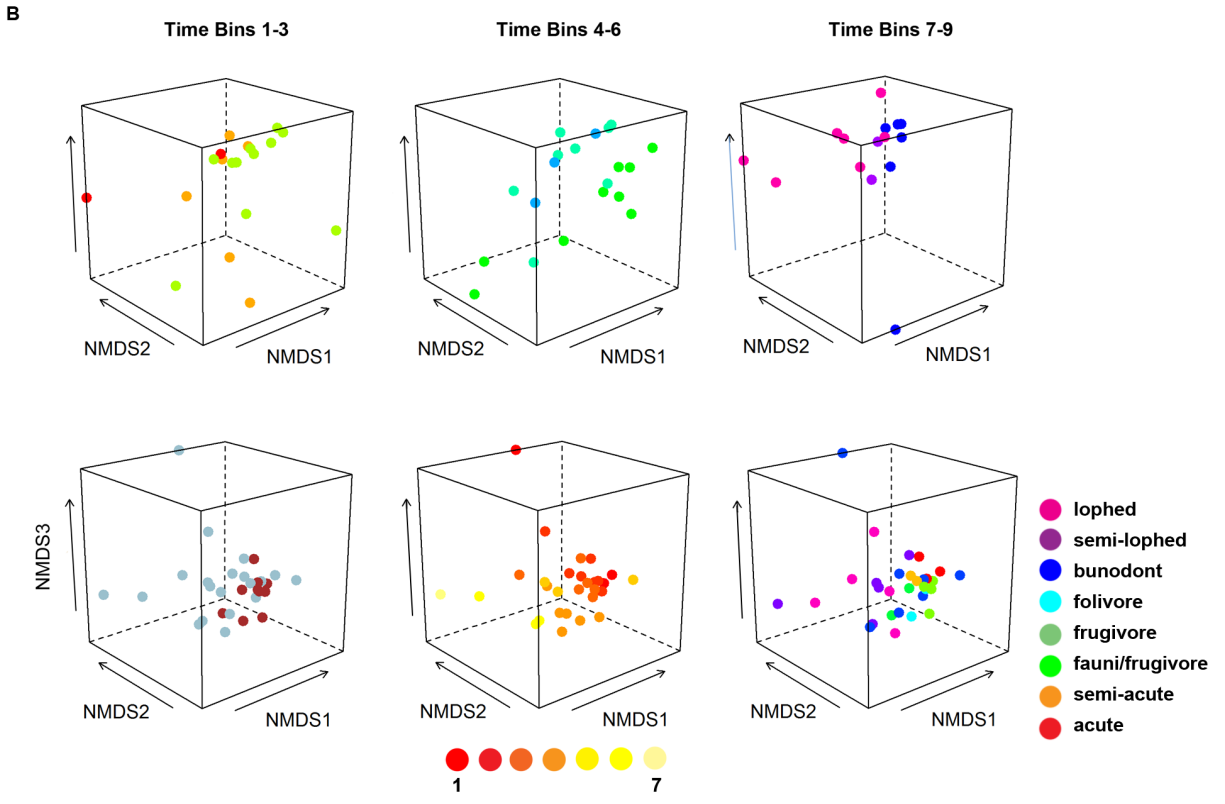 B
Time Bins 1-3
Time Bins 4-6
Time Bins 7-9
NMDS2
NMDS1
NMDS2
NMDS1
NMDS2
NMDS1
NMDS3
NMDS2
NMDS1
NMDS2
NMDS1
NMDS2
NMDS1
lophed
semi-lophed
bunodont
folivore
frugivore
fauni/frugivore
semi-acute
acute
1
7